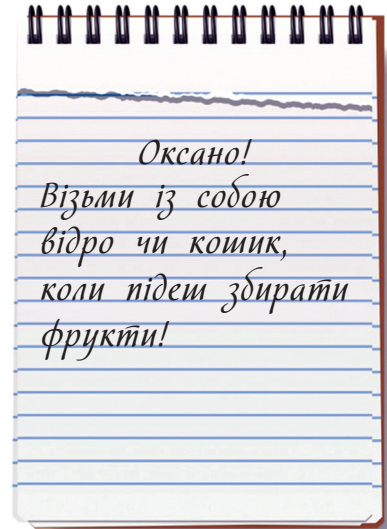 Оксано!
Візьми із собою
відро чи кошик,
коли підеш збирати
фрукти!